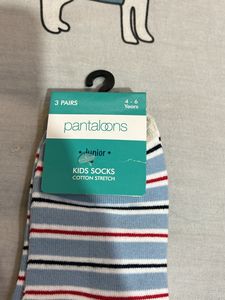 3 PAIRS 4 - 6
Years
pantaloons
Junior
KIDS SOCKS
COTTON STRETCH